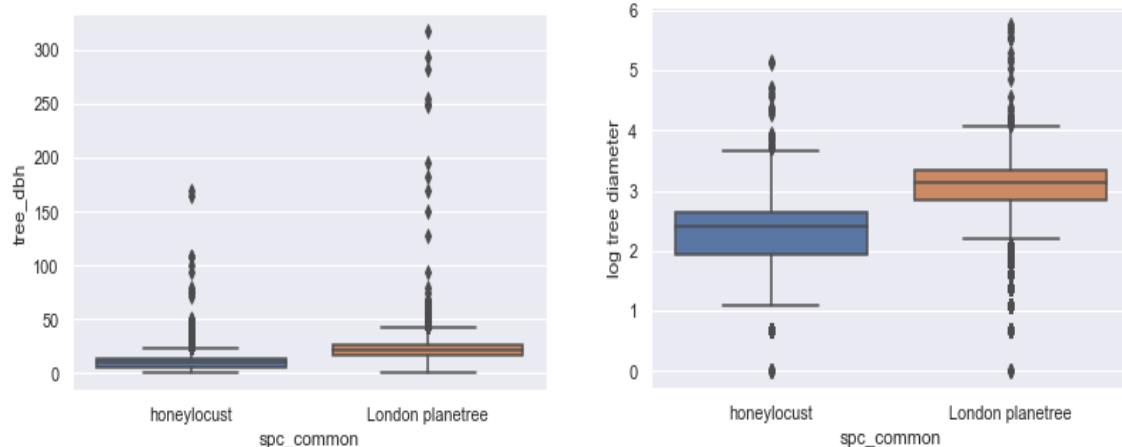 300
250
200
150
100
50
0
tree_dbh
honeylocust London planetree
spc_common
6
5
4
3
2
1
0
log tree diameter
honeylocust London planetree
spc_common